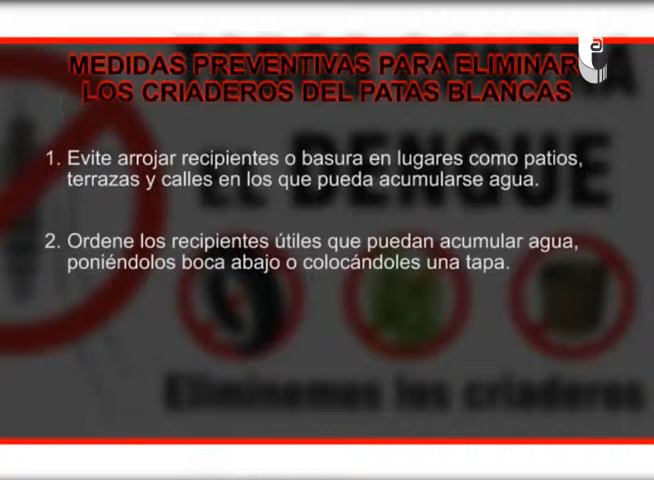 MEDIDAS PREVENTIVAS PARA ELIMINAR
LOS CRIADEROS DEL PATAS BLANCAS
1. Evite arrojar recipientes o basura en lugares como patios,
terrazas y calles en los que pueda acumularse agua.
2. Ordene los recipientes útiles que puedan acumular agua,
poniéndolos boca abajo o colocándoles una tapa.
EL DENGUE
Eliminemos los criaderos